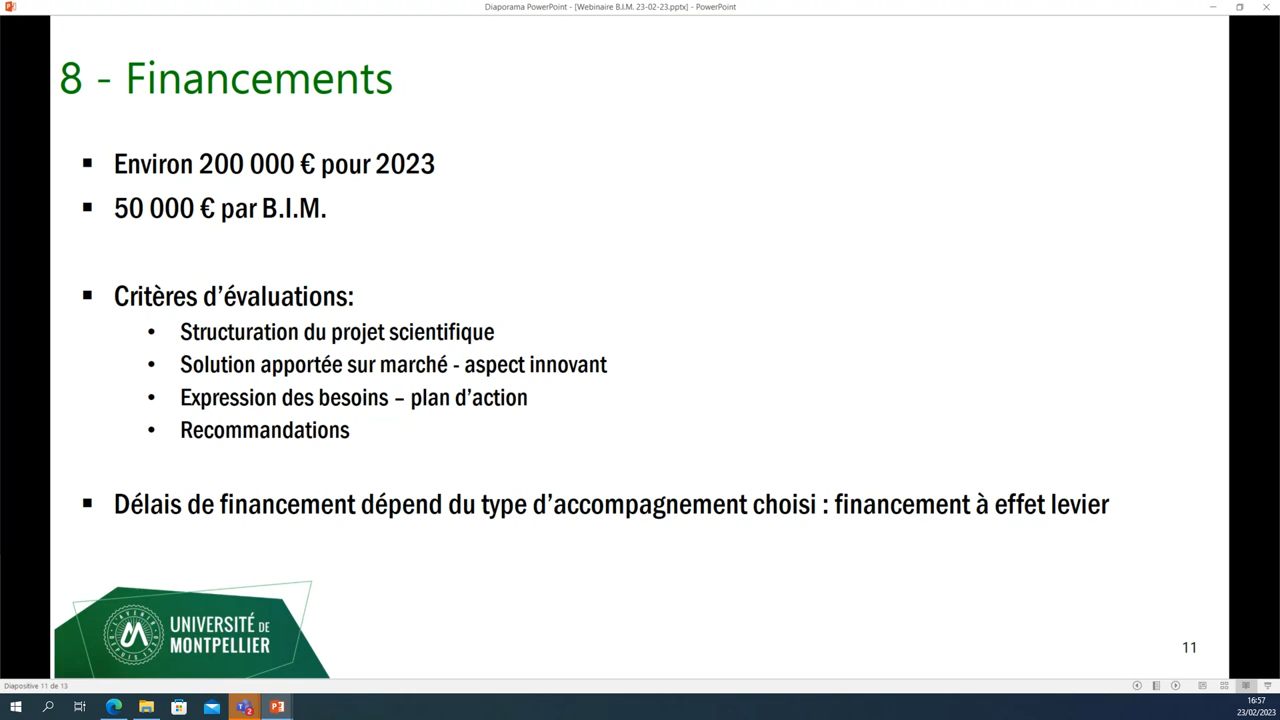 Diaporama PowerPoint - [Webinaire B.I.M. 23-02-23.pptx] - PowerPoint
8 - Financements
▪ Environ 200 000 € pour 2023
▪ 50 000 € par B.I.M.
▪ Critères d’évaluations:
• Structuration du projet scientifique
• Solution apportée sur marché - aspect innovant
• Expression des besoins – plan d’action
• Recommandations
▪ Délais de financement dépend du type d’accompagnement choisi : financement à effet levier
UNIVERSITÉ DE
MONTPELLIER
11
Diapositive 11 de 13
16:57
23/02/2023